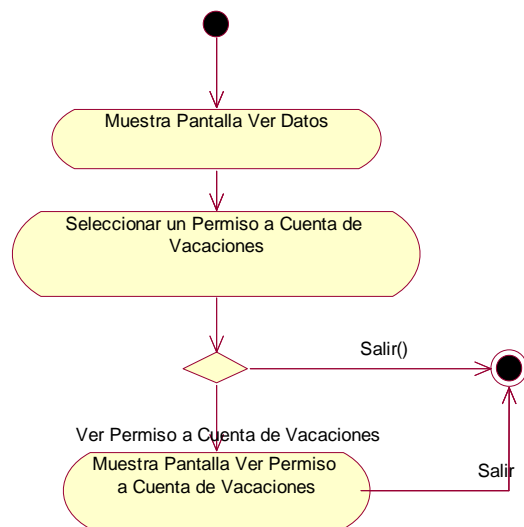 Muestra Pantalla Ver Datos
Seleccionar un Permiso a Cuenta de
Vacaciones
Salir()
Ver Permiso a Cuenta de Vacaciones
Muestra Pantalla Ver Permiso
a Cuenta de Vacaciones
Salir